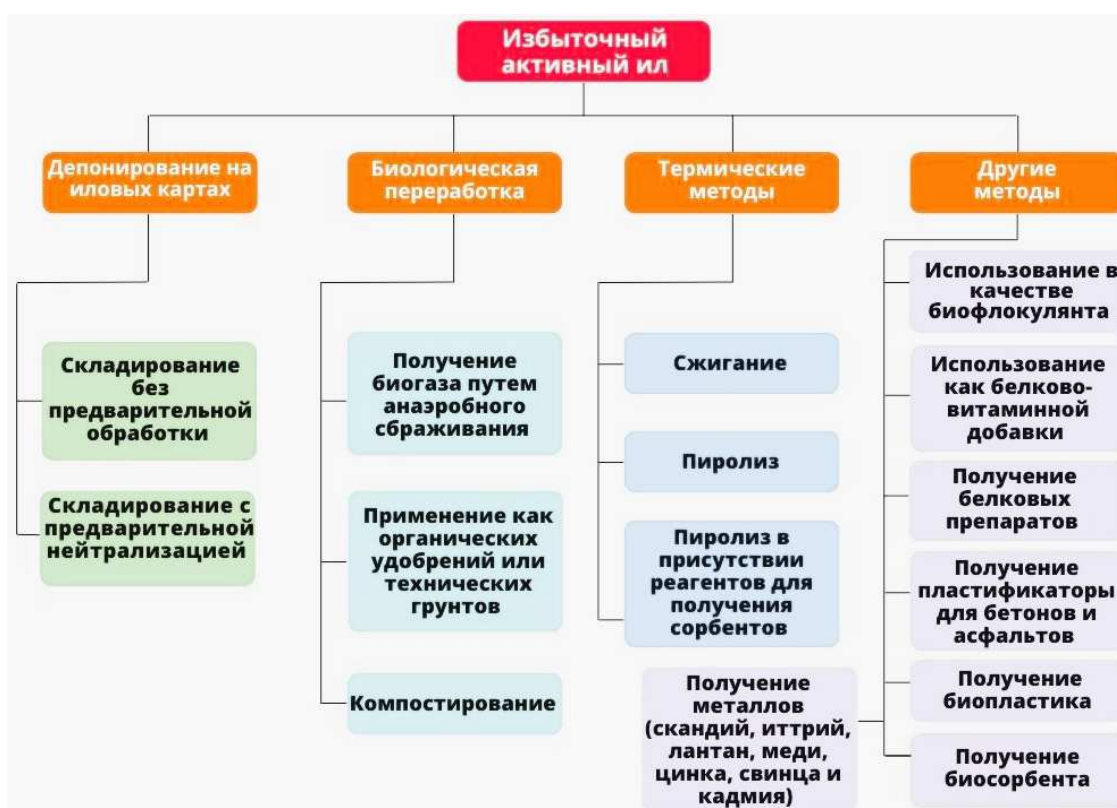 Избыточный
активный ил
Депонирование на
иловых картах
Биологическая
переработка
Термические
методы
Другие
методы
Складирование
без
предварительной
обработки
Складирование с
предварительной
нейтрализацией
Получение
биогаза путем
анаэробного
сбраживания
Применение как
органических
удобрений или
технических
грунтов
Компостирование
Сжигание
Пиролиз
Пиролиз в
присутствии
реагентов для
получения
сорбентов
Использование в
качестве
биофлокулянта
Использование
как белково-
витаминной
добавки
Получение
белковых
препаратов
Получение
пластификаторы
для бетонов и
асфальтов
Получение
биопластика
Получение
биосорбента
Получение
металлов
(скандий, иттрий,
лантан, меди,
цинка, свинца и
кадмия)